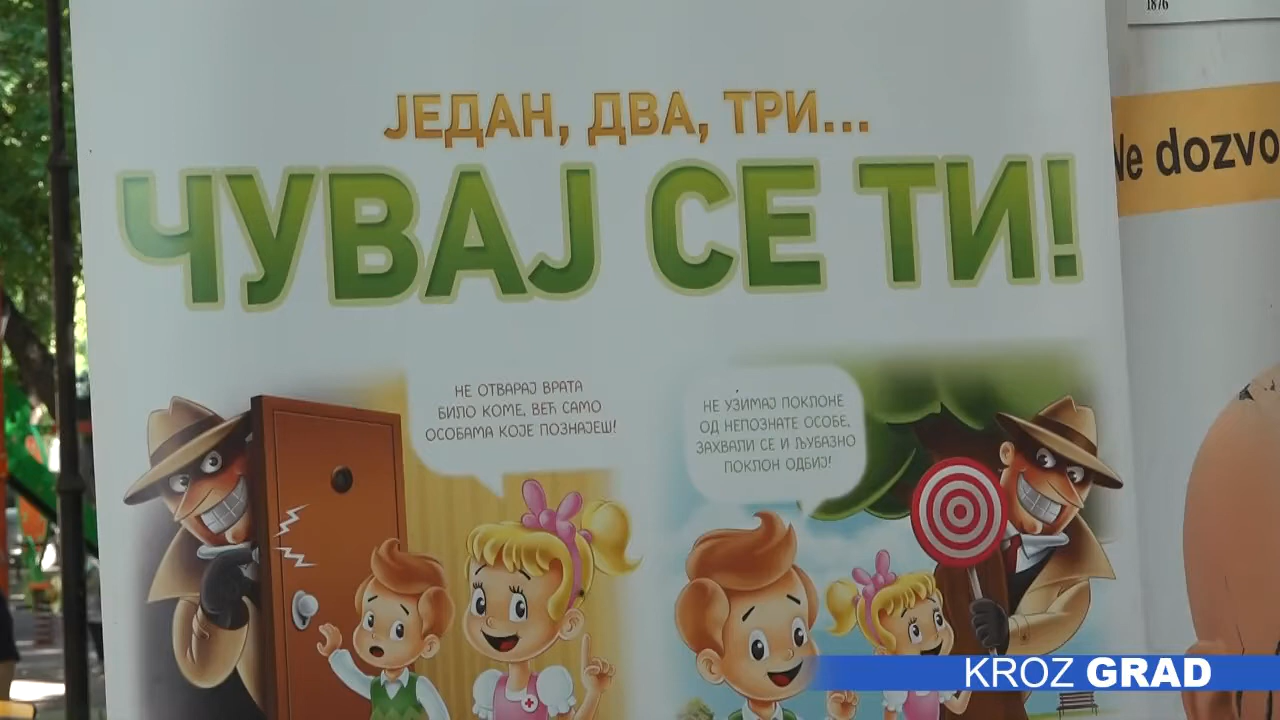 1876
ЈЕДАН, ДВА, ТРИ...
ЧУВАЈ СЕ ТИ!
Ne dozvo
НЕ ОТВАРАЈ ВРАТА
БИЛО КОМЕ, ВЕЋ САМО
ОСОБАМА КОЈЕ ПОЗНАЈЕШ!
НЕ УЗИМАЈ ПОКЛОНЕ
ОД НЕПОЗНАТЕ ОСОБЕ,
ЗАХВАЛИ СЕ И ЉУБАЗНО
ПОКЛОН ОДБИЈ!
KROZ GRAD